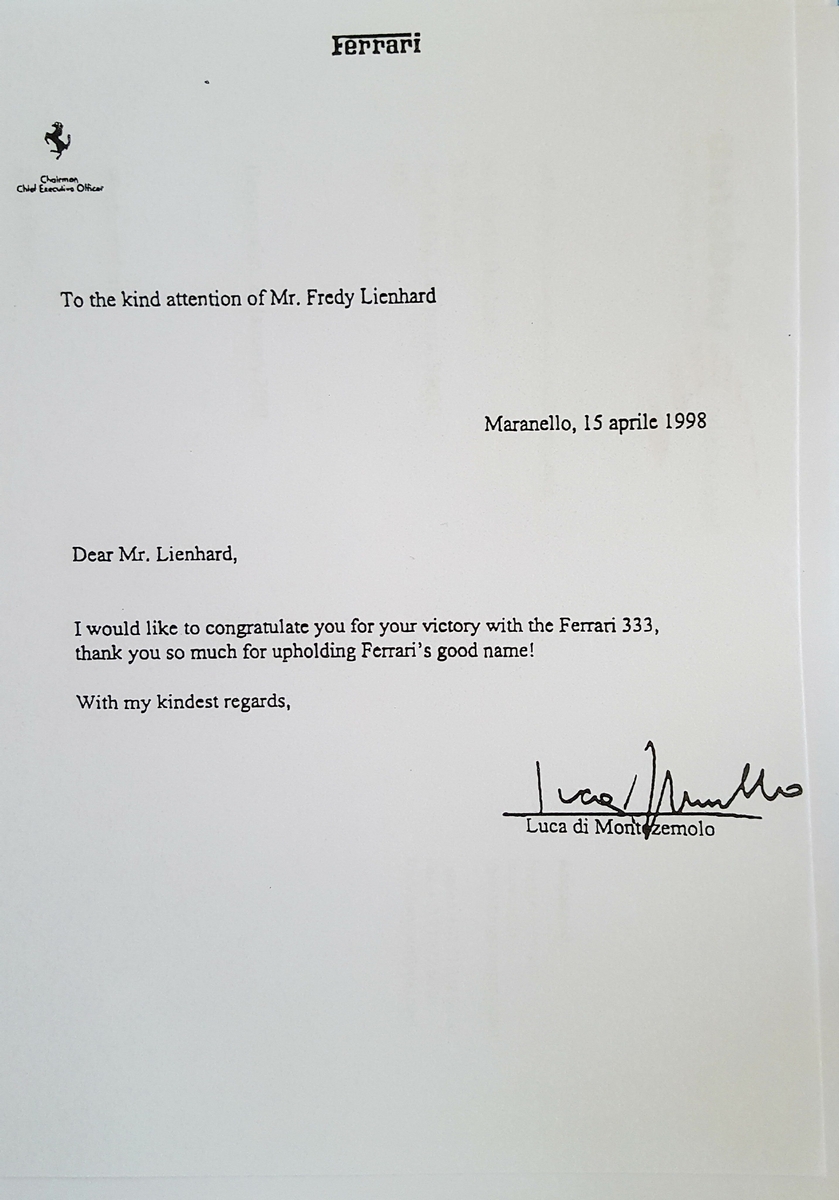 Ferrari
Chairman
Chief Executive Officer
To the kind attention of Mr. Fredy Lienhard
Maranello, 15 aprile 1998
Dear Mr. Lienhard,
I would like to congratulate you for your victory with the Ferrari 333,
thank you so much for upholding Ferrari's good name!
With my kindest regards,
Luca di Montezemolo